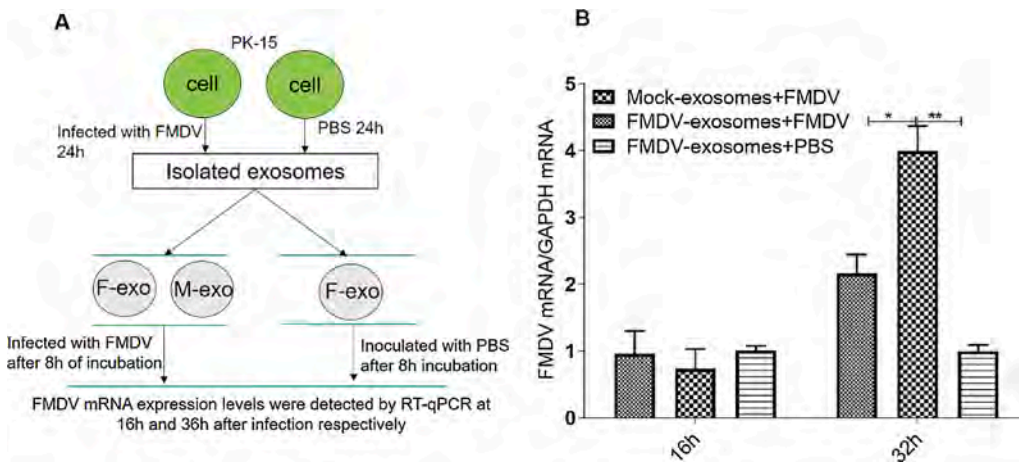 A
PK-15
cell
cell
Infected with FMDV
24h
PBS 24h
Isolated exosomes
F-exo
M-exo
F-exo
Infected with FMDV
after 8h of incubation
Inoculated with PBS
after 8h incubation
FMDV mRNA expression levels were detected by RT-qPCR at
16h and 36h after infection respectively
B
FMDV mRNA/GAPDH mRNA
5
4
3
2
1
0
Mock-exosomes+FMDV
FMDV-exosomes+FMDV
FMDV-exosomes+PBS
* **
16h
32h